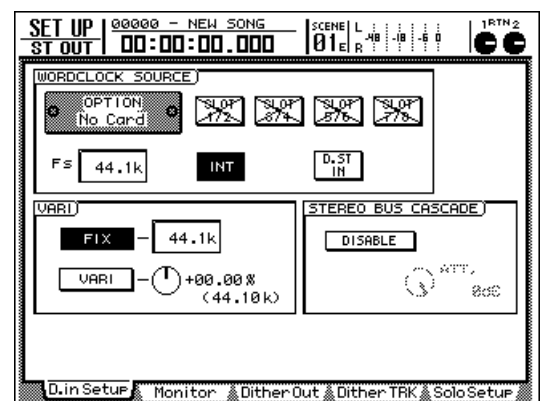 SET UP
ST OUT
00000 - NEW SONG
00:00:00.000
SCENE
01E
L
R
-48 -18 -6 0
1RTN2
WORDCLOCK SOURCE
OPTION
No Card
SLOT
1/2
SLOT
3/4
SLOT
5/6
SLOT
7/8
Fs 44.1k
INT
D.ST
IN
VARI
FIX - 44.1k
VARI - +00.00%
(44.10k)
STEREO BUS CASCADE
DISABLE
ATT.
0dB
D.in Setup Monitor Dither Out Dither TRK Solo Setup